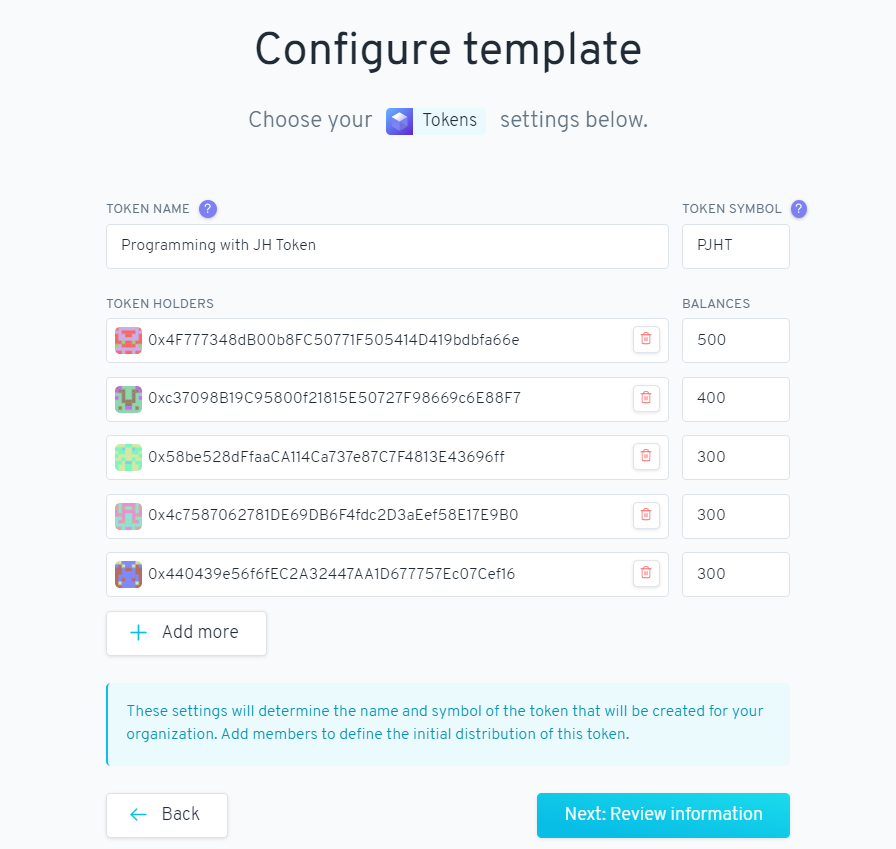 Configure template
Choose your Tokens settings below.
TOKEN NAME ? TOKEN SYMBOL ?
Programming with JH Token PJHT
TOKEN HOLDERS BALANCES
0x4F777348dB00b8FC50771F505414D419bdbfa66e 500
0xc37098B19C95800f21815E50727F98669c6E88F7 400
0x58be528dFfaaCA114Ca737e87C7F4813E43696ff 300
0x4c7587062781DE69DB6F4fdc2D3aEef58E17E9B0 300
0x440439e56f6fEC2A32447AA1D677757Ec07Cef16 300
+ Add more
These settings will determine the name and symbol of the token that will be created for your
organization. Add members to define the initial distribution of this token.
← Back Next: Review information